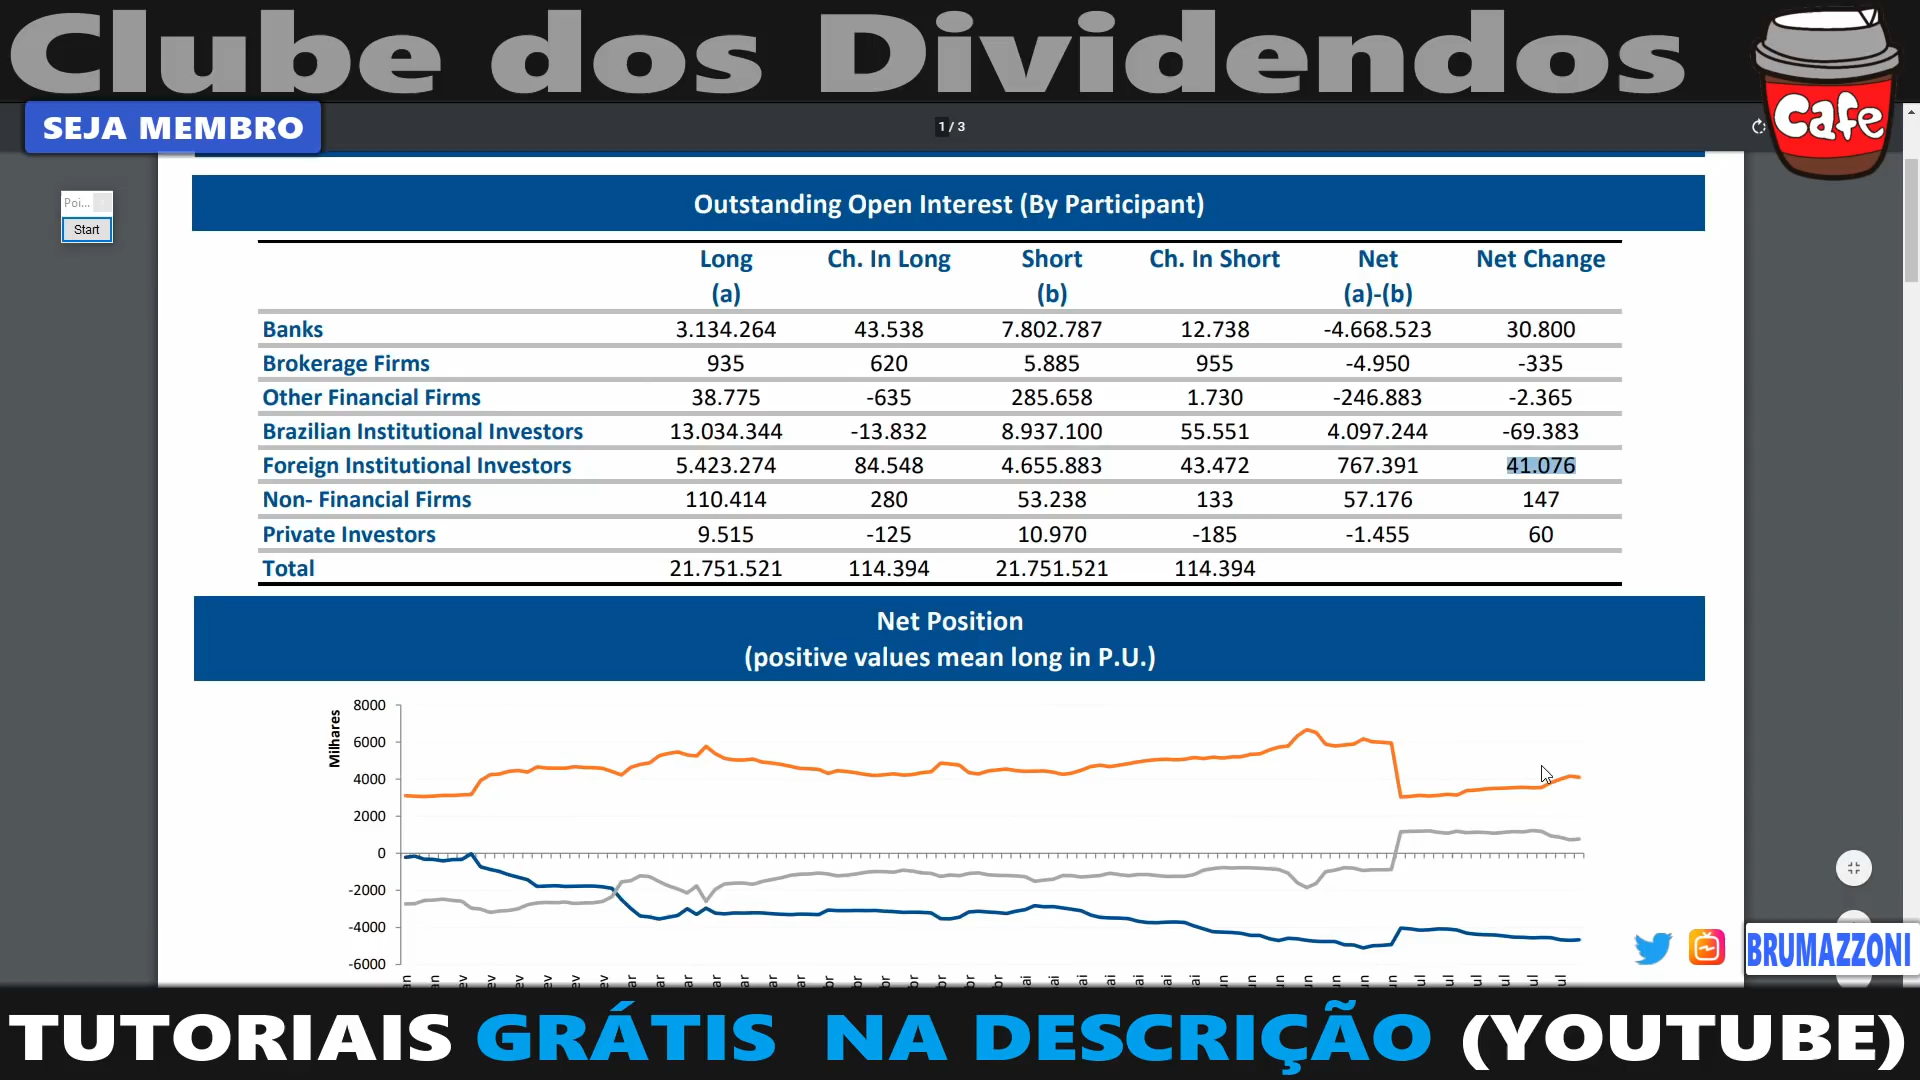 Clube dos Dividendos
Cafe
SEJA MEMBRO
1 / 3
Poi...
Start
Outstanding Open Interest (By Participant)
Long Ch. In Long Short Ch. In Short Net Net Change
(a) (b) (a)-(b)
Banks 3.134.264 43.538 7.802.787 12.738 -4.668.523 30.800
Brokerage Firms 935 620 5.885 955 -4.950 -335
Other Financial Firms 38.775 -635 285.658 1.730 -246.883 -2.365
Brazilian Institutional Investors 13.034.344 -13.832 8.937.100 55.551 4.097.244 -69.383
Foreign Institutional Investors 5.423.274 84.548 4.655.883 43.472 767.391 41.076
Non- Financial Firms 110.414 280 53.238 133 57.176 147
Private Investors 9.515 -125 10.970 -185 -1.455 60
Total 21.751.521 114.394 21.751.521 114.394
Net Position
(positive values mean long in P.U.)
Milhares
8000
6000
4000
2000
0
-2000
-4000
-6000
BRUMAZZONI
TUTORIAIS GRÁTIS NA DESCRIÇÃO (YOUTUBE)